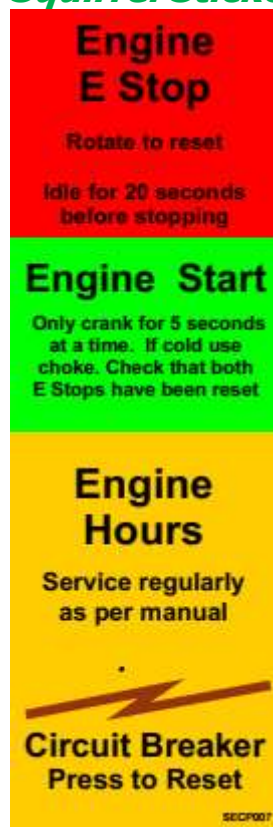 Engine
E Stop
Rotate to reset
Idle for 20 seconds
before stopping
Engine Start
Only crank for 5 seconds
at a time. If cold use
choke. Check that both
E Stops have been reset
Engine
Hours
Service regularly
as per manual
Circuit Breaker
Press to Reset
SECP007